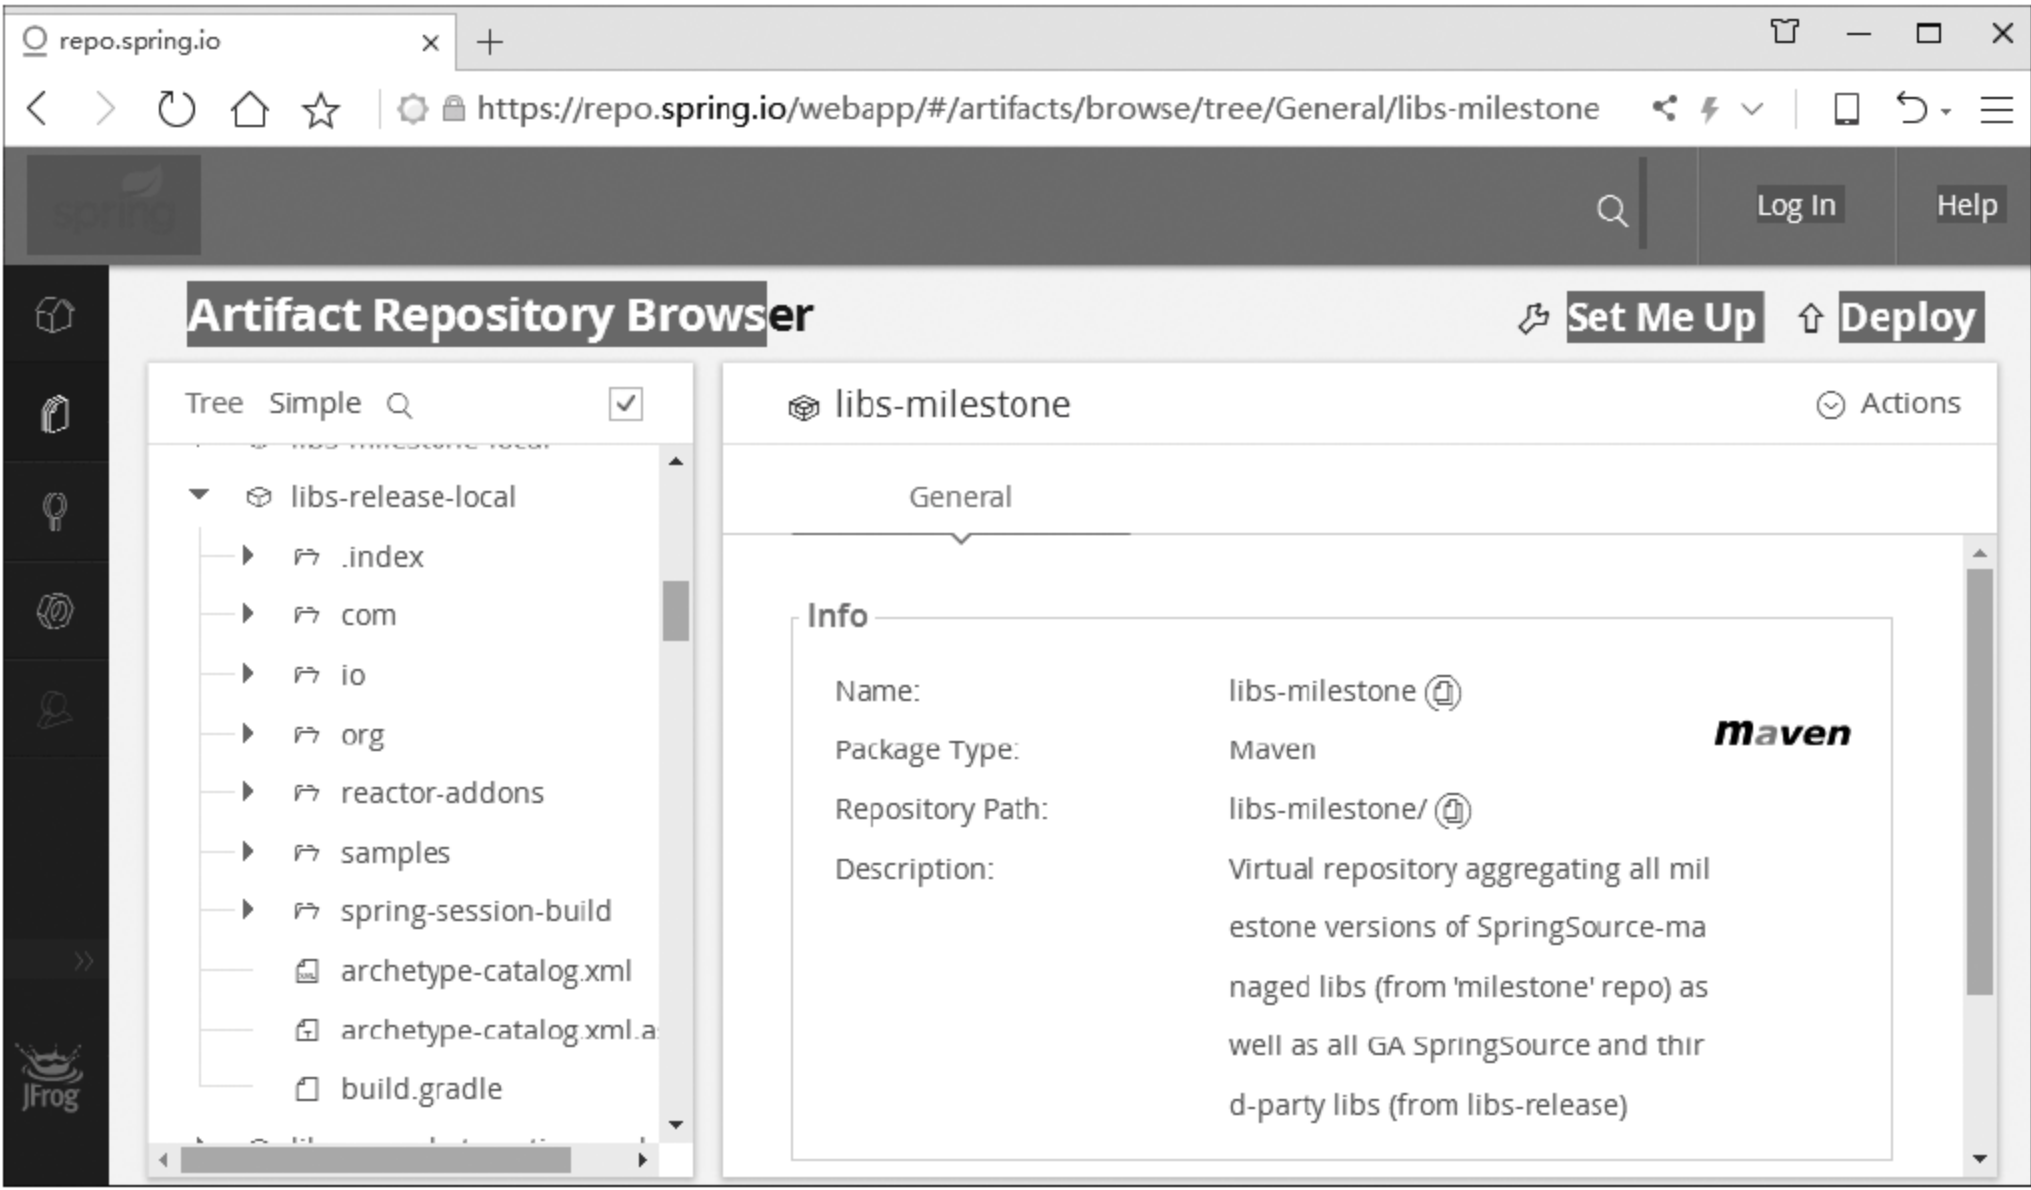 repo.spring.io
https://repo.spring.io/webapp/#/artifacts/browse/tree/General/libs-milestone
spring
Log In
Help
Artifact Repository Browser
Set Me Up
Deploy
Tree Simple
libs-release-local
.index
com
io
org
reactor-addons
samples
spring-session-build
archetype-catalog.xml
archetype-catalog.xml.a
build.gradle
JFrog
libs-milestone
Actions
General
Info
Name: libs-milestone
maven
Package Type: Maven
Repository Path: libs-milestone/
Description: Virtual repository aggregating all mil
estone versions of SpringSource-ma
naged libs (from 'milestone' repo) as
well as all GA SpringSource and thir
d-party libs (from libs-release)